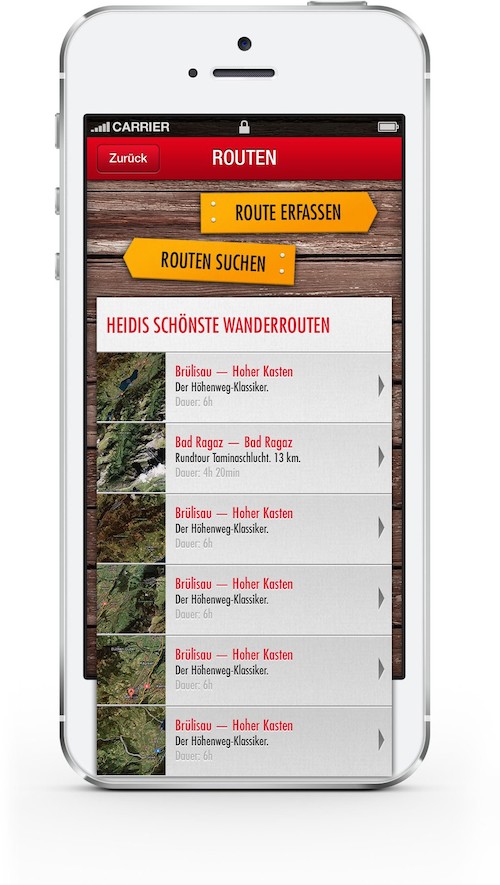 CARRIER
Zurück
ROUTEN
ROUTE ERFASSEN
ROUTEN SUCHEN
HEIDIS SCHÖNSTE WANDERROUTEN
Brülisau — Hoher Kasten
Der Höhenweg-Klassiker.
Dauer: 6h
Bad Ragaz — Bad Ragaz
Rundtour Taminaschlucht. 13 km.
Dauer: 4h 20min
Brülisau — Hoher Kasten
Der Höhenweg-Klassiker.
Dauer: 6h
Brülisau — Hoher Kasten
Der Höhenweg-Klassiker.
Dauer: 6h
Brülisau — Hoher Kasten
Der Höhenweg-Klassiker.
Dauer: 6h
Brülisau — Hoher Kasten
Der Höhenweg-Klassiker.
Dauer: 6h